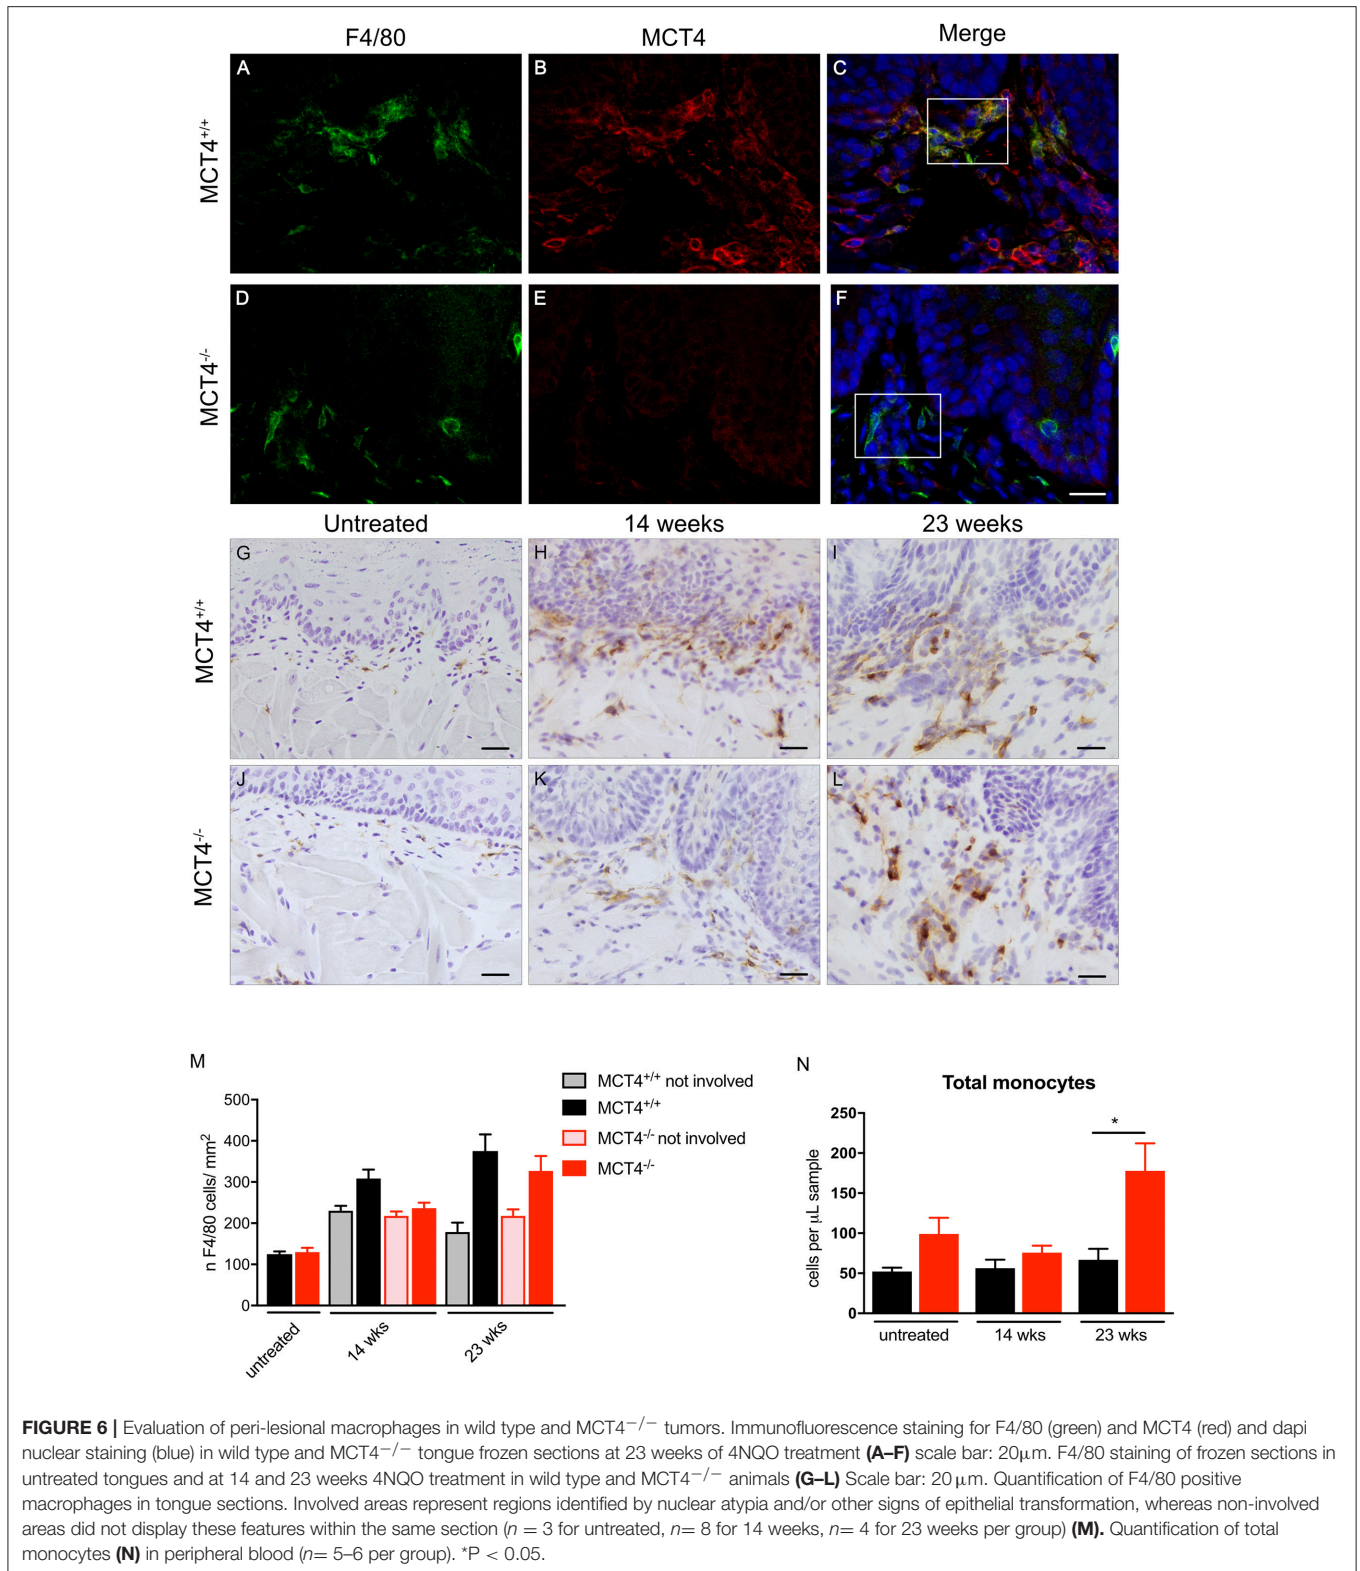 F4/80 MCT4 Merge
A B C
MCT4+/+
D E F
MCT4-/-
Untreated 14 weeks 23 weeks
G H I
MCT4+/+
J K L
MCT4-/-
M
MCT4+/+ not involved
MCT4+/+
MCT4-/- not involved
MCT4-/-
n F4/80 cells/ mm2
500
400
300
200
100
0
untreated 14 wks 23 wks
N
Total monocytes
cells per µL sample
250
200
150
100
50
0
*
untreated 14 wks 23 wks
FIGURE 6 | Evaluation of peri-lesional macrophages in wild type and MCT4−/− tumors. Immunofluorescence staining for F4/80 (green) and MCT4 (red) and dapi
nuclear staining (blue) in wild type and MCT4−/− tongue frozen sections at 23 weeks of 4NQO treatment (A–F) scale bar: 20µm. F4/80 staining of frozen sections in
untreated tongues and at 14 and 23 weeks 4NQO treatment in wild type and MCT4−/− animals (G–L) Scale bar: 20 µm. Quantification of F4/80 positive
macrophages in tongue sections. Involved areas represent regions identified by nuclear atypia and/or other signs of epithelial transformation, whereas non-involved
areas did not display these features within the same section (n = 3 for untreated, n= 8 for 14 weeks, n= 4 for 23 weeks per group) (M). Quantification of total
monocytes (N) in peripheral blood (n= 5–6 per group). *P < 0.05.